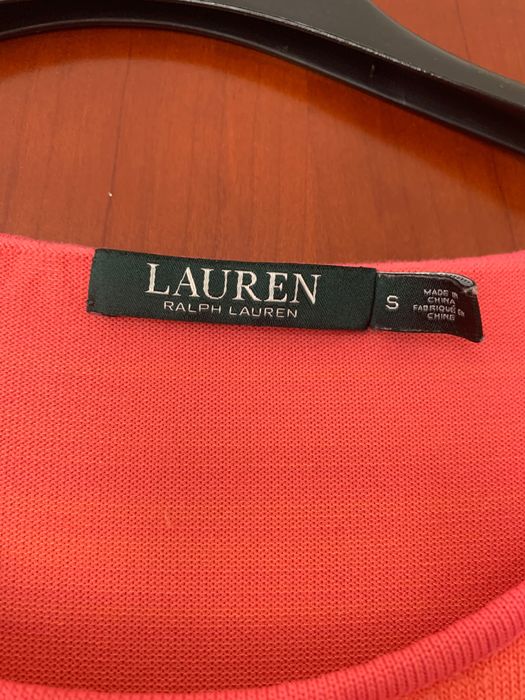 LAUREN
RALPH LAUREN
S
MADE IN
CHINA
FABRIQUÉ EN
CHINE